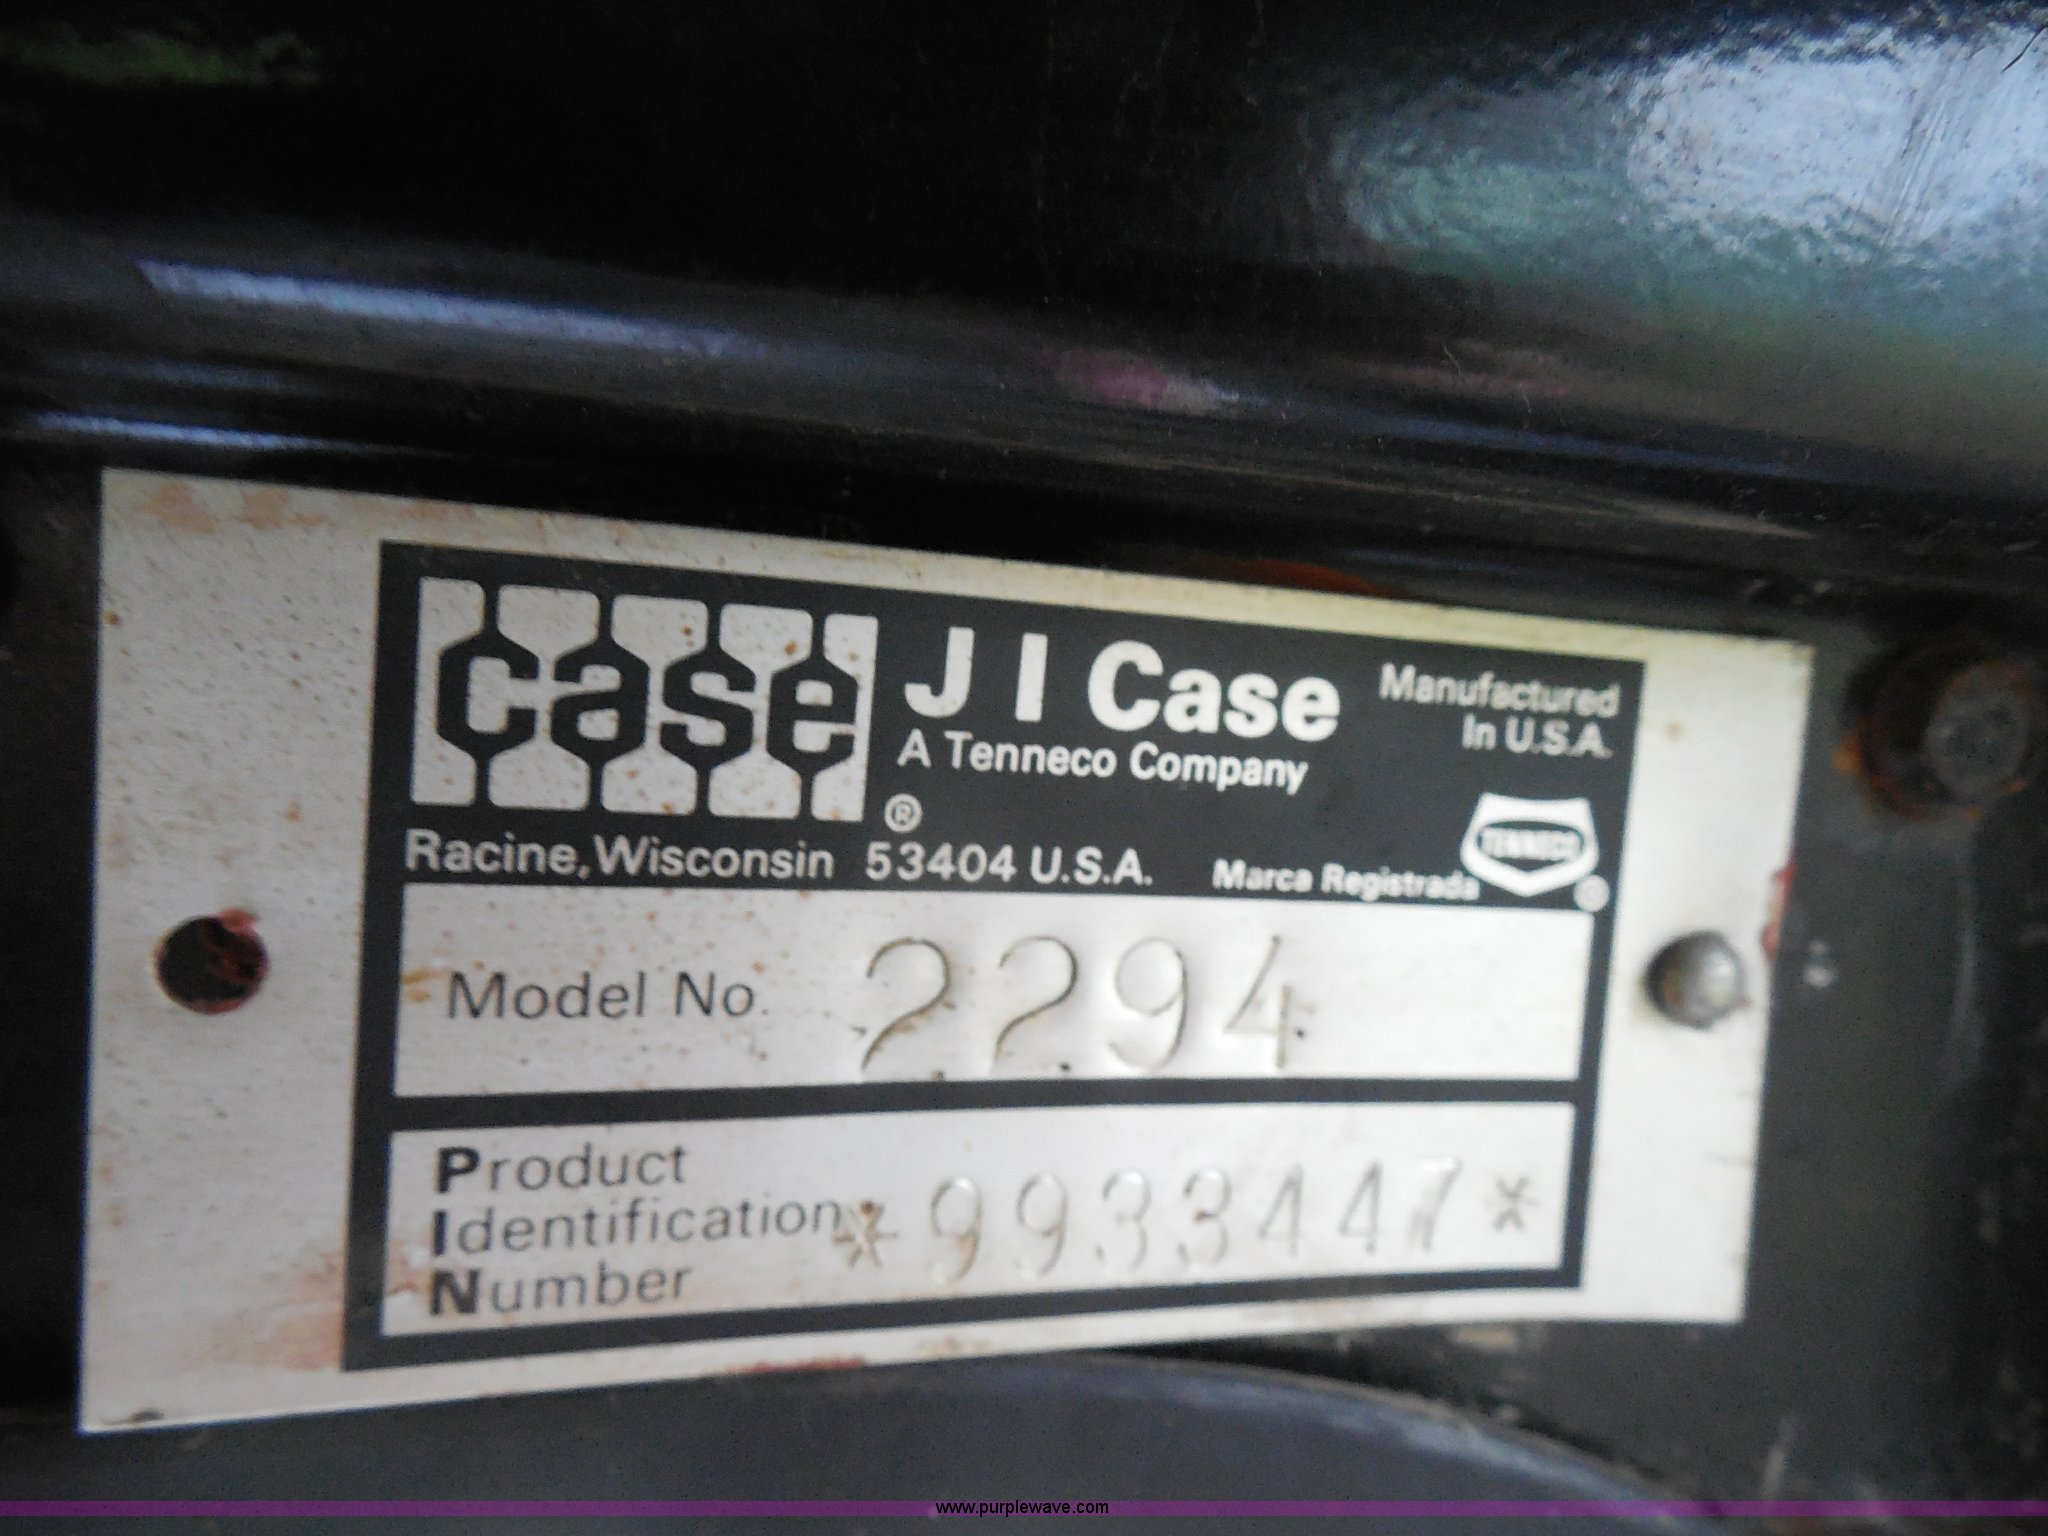 case
J I Case
A Tenneco Company
®
Manufactured
In U.S.A.
TENNECO
®
Racine, Wisconsin 53404 U.S.A.
Marca Registrada
Model No. 2294
Product
Identification
Number
*9933447*
www.purplewave.com